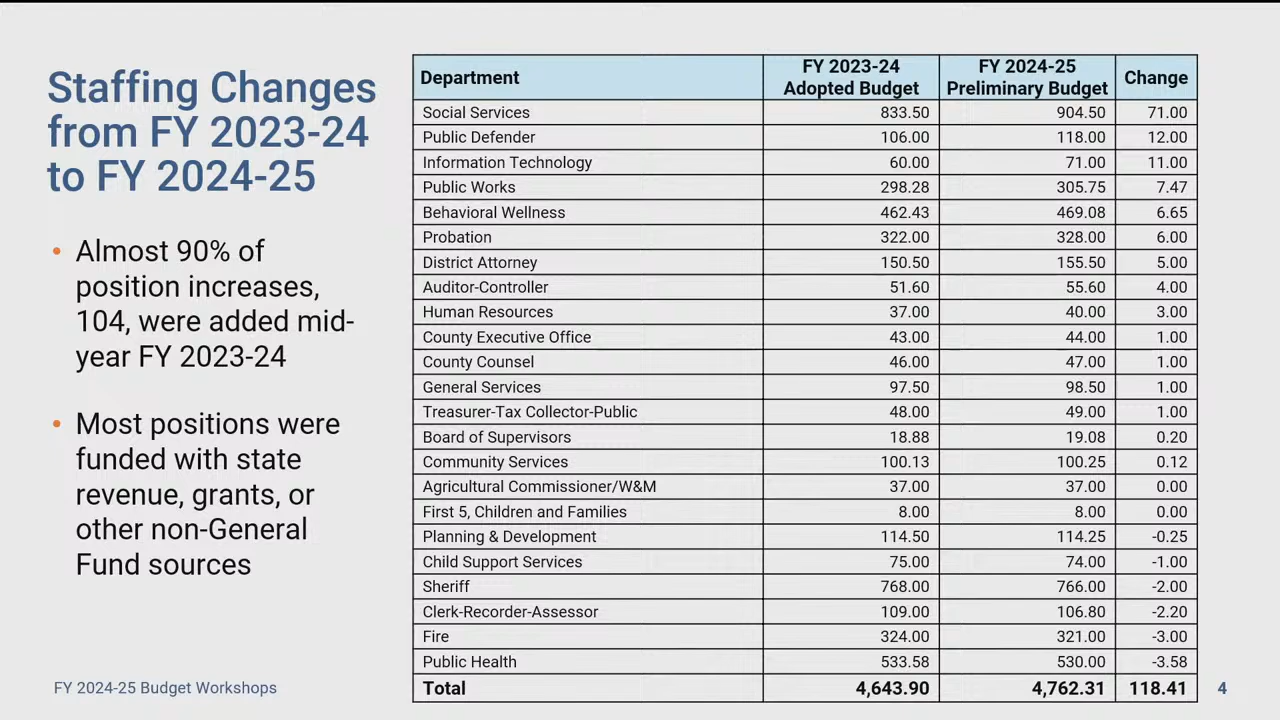 Staffing Changes
from FY 2023-24
to FY 2024-25
• Almost 90% of
position increases,
104, were added mid-
year FY 2023-24
• Most positions were
funded with state
revenue, grants, or
other non-General
Fund sources
Department FY 2023-24 Adopted Budget FY 2024-25 Preliminary Budget Change
Social Services 833.50 904.50 71.00
Public Defender 106.00 118.00 12.00
Information Technology 60.00 71.00 11.00
Public Works 298.28 305.75 7.47
Behavioral Wellness 462.43 469.08 6.65
Probation 322.00 328.00 6.00
District Attorney 150.50 155.50 5.00
Auditor-Controller 51.60 55.60 4.00
Human Resources 37.00 40.00 3.00
County Executive Office 43.00 44.00 1.00
County Counsel 46.00 47.00 1.00
General Services 97.50 98.50 1.00
Treasurer-Tax Collector-Public 48.00 49.00 1.00
Board of Supervisors 18.88 19.08 0.20
Community Services 100.13 100.25 0.12
Agricultural Commissioner/W&M 37.00 37.00 0.00
First 5, Children and Families 8.00 8.00 0.00
Planning & Development 114.50 114.25 -0.25
Child Support Services 75.00 74.00 -1.00
Sheriff 768.00 766.00 -2.00
Clerk-Recorder-Assessor 109.00 106.80 -2.20
Fire 324.00 321.00 -3.00
Public Health 533.58 530.00 -3.58
Total 4,643.90 4,762.31 118.41
FY 2024-25 Budget Workshops
4